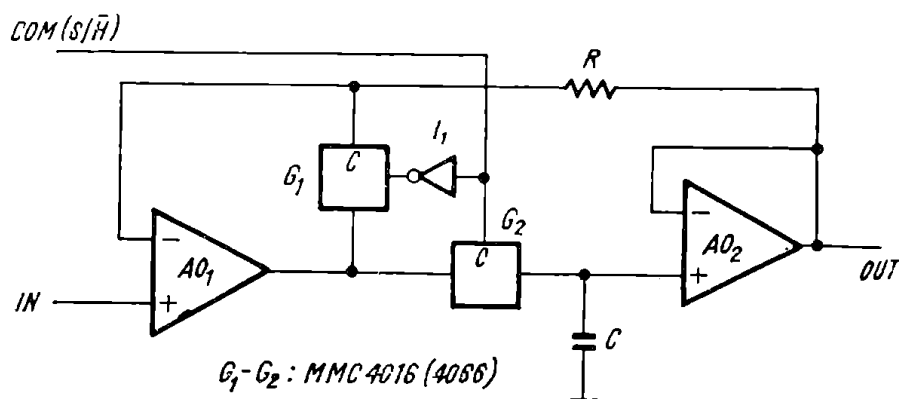 COM(S/H̅)
R
I₁
C
G₁
G₂
C
−
AO₁
+
IN
−
AO₂
+
OUT
C
G₁-G₂ : MMC 4016 (4066)